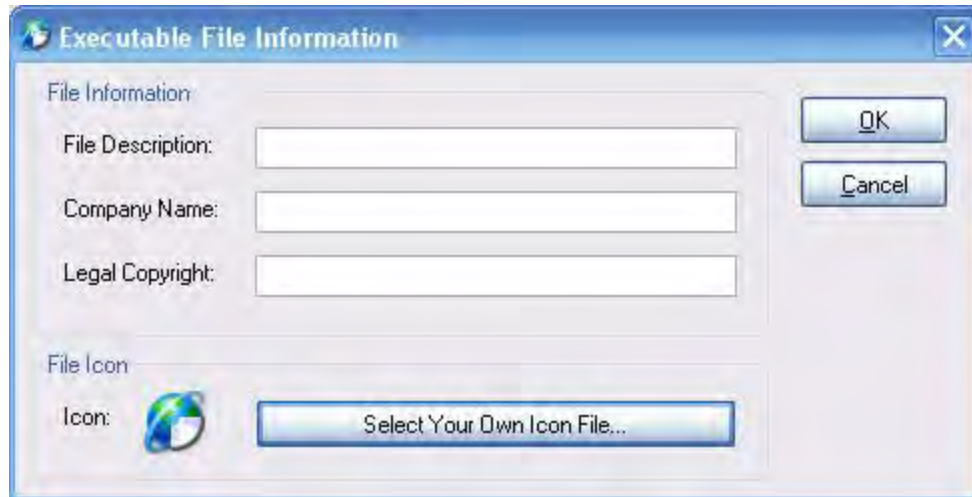 Executable File Information
File Information
File Description:
Company Name:
Legal Copyright:
OK
Cancel
File Icon
Icon:
Select Your Own Icon File...